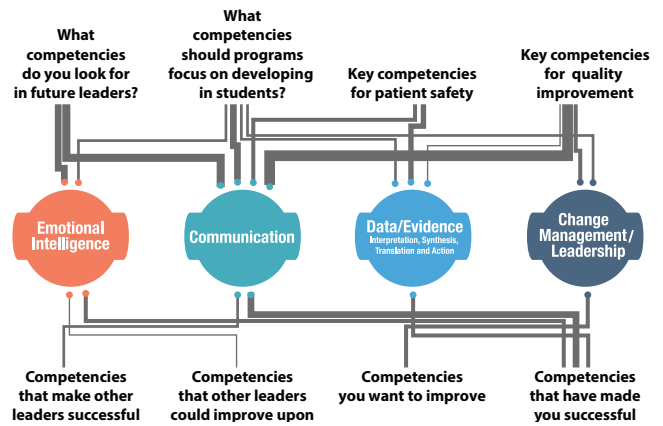 What
competencies
do you look for
in future leaders?
What
competencies
should programs
focus on developing
in students?
Key competencies
for patient safety
Key competencies
for quality
improvement
Emotional
Intelligence
Communication
Data/Evidence
Interpretation, Synthesis,
Translation and Action
Change
Management/
Leadership
Competencies
that make other
leaders successful
Competencies
that other leaders
could improve upon
Competencies
you want to improve
Competencies
that have made
you successful